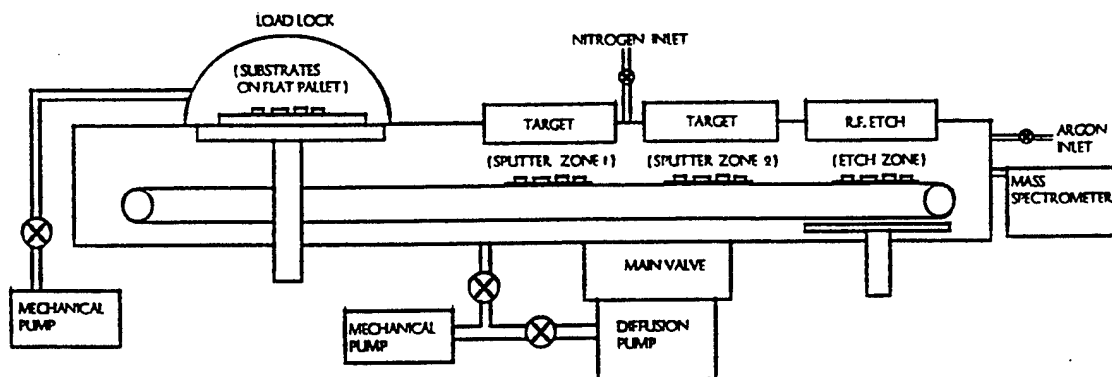 LOAD LOCK
(SUBSTRATES
ON FLAT PALLET)
NITROGEN INLET
TARGET
TARGET
R.F. ETCH
ARGON
INLET
(SPUTTER ZONE 1)
(SPUTTER ZONE 2)
(ETCH ZONE)
MASS
SPECTROMETER
MAIN VALVE
MECHANICAL
PUMP
MECHANICAL
PUMP
DIFFUSION
PUMP